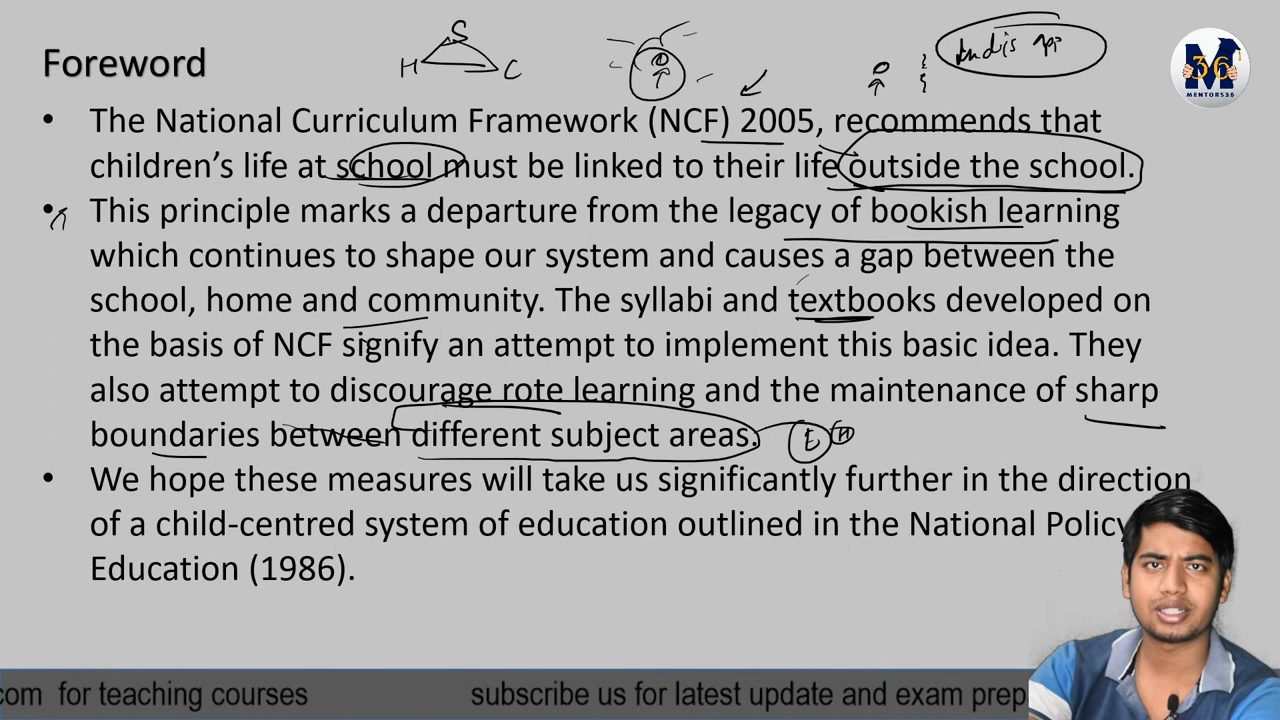 Foreword
S
H
C
M
36
MENTORS36
• The National Curriculum Framework (NCF) 2005, recommends that
children's life at school must be linked to their life outside the school.
• This principle marks a departure from the legacy of bookish learning
which continues to shape our system and causes a gap between the
school, home and community. The syllabi and textbooks developed on
the basis of NCF signify an attempt to implement this basic idea. They
also attempt to discourage rote learning and the maintenance of sharp
boundaries between different subject areas.
E H
• We hope these measures will take us significantly further in the direction
of a child-centred system of education outlined in the National Policy
Education (1986).
com for teaching courses
subscribe us for latest update and exam prep